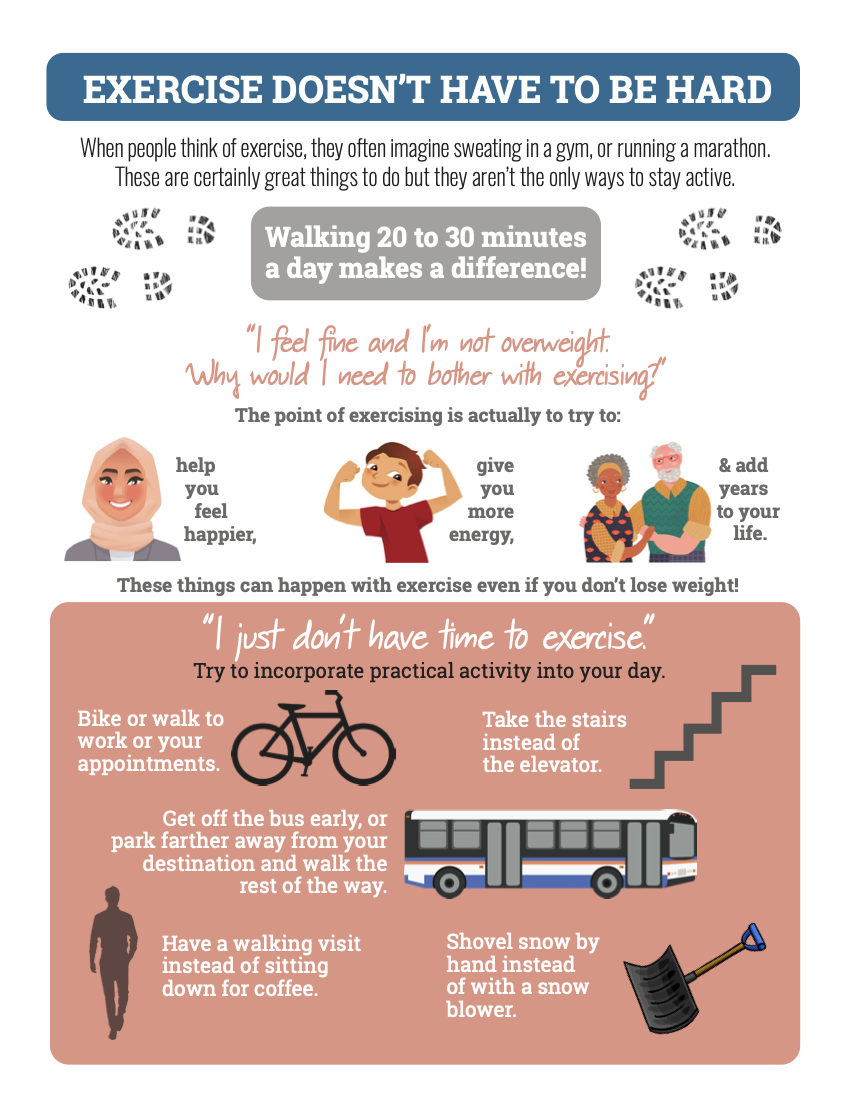 EXERCISE DOESN'T HAVE TO BE HARD
When people think of exercise, they often imagine sweating in a gym, or running a marathon.
These are certainly great things to do but they aren't the only ways to stay active.
Walking 20 to 30 minutes
a day makes a difference!
"I feel fine and I'm not overweight.
Why would I need to bother with exercising?"
The point of exercising is actually to try to:
help
you
feel
happier,
give
you
more
energy,
& add
years
to your
life.
These things can happen with exercise even if you don't lose weight!
"I just don't have time to exercise."
Try to incorporate practical activity into your day.
Bike or walk to
work or your
appointments.
Take the stairs
instead of
the elevator.
Get off the bus early, or
park farther away from your
destination and walk the
rest of the way.
Have a walking visit
instead of sitting
down for coffee.
Shovel snow by
hand instead
of with a snow
blower.